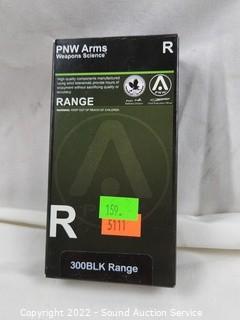 PNW Arms
Weapons Science
R
High quality components manufactured
using strict tolerances provide hours of
enjoyment without sacrificing quality or
accuracy.
RANGE
WARNING: KEEP OUT OF REACH OF CHILDREN
PNW
159.
5111
R
300BLK Range
Copyright 2022 - Sound Auction Service